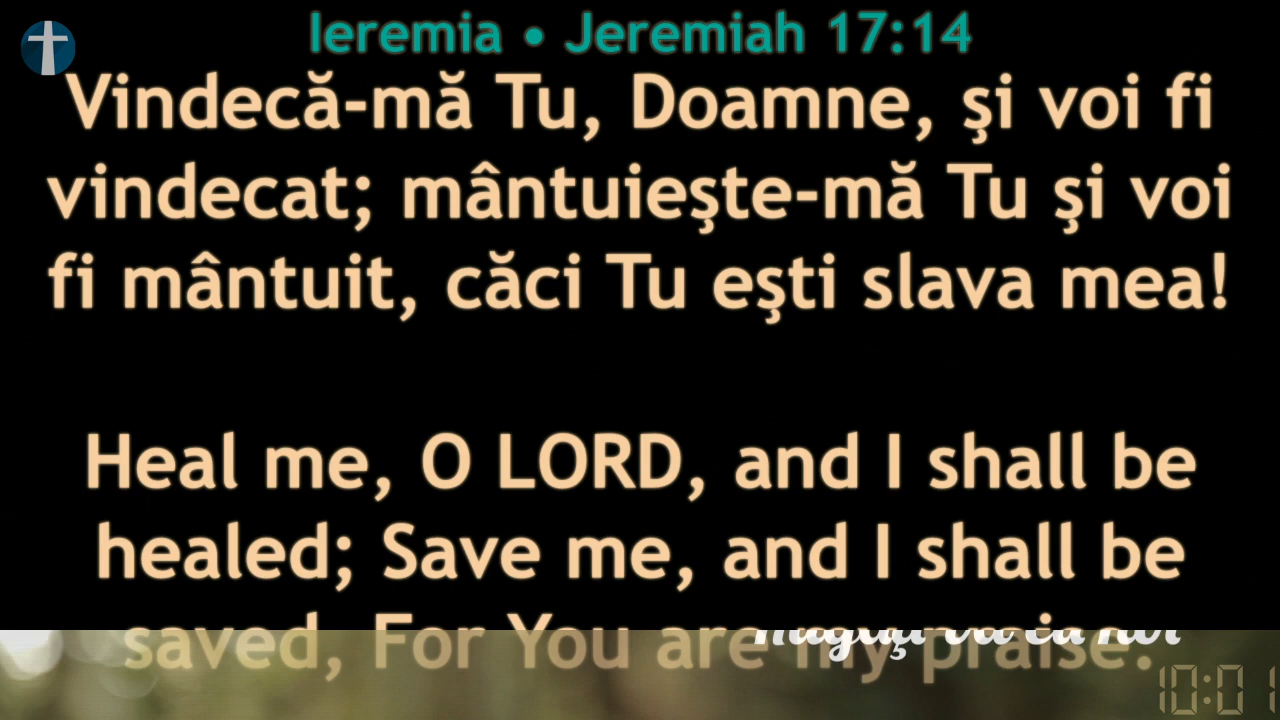 Ieremia • Jeremiah 17:14
Vindecă-mă Tu, Doamne, şi voi fi
vindecat; mântuieşte-mă Tu şi voi
fi mântuit, căci Tu eşti slava mea!
Heal me, O LORD, and I shall be
healed; Save me, and I shall be
saved, For You are my praise.
10:01